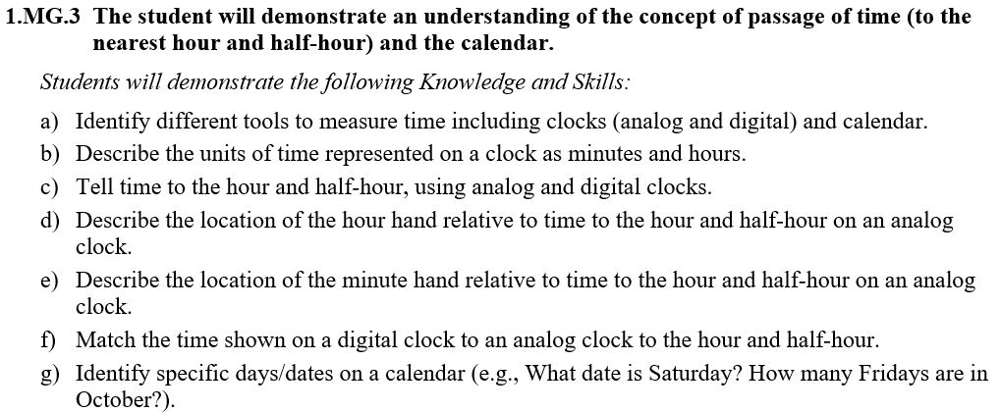 1.MG.3 The student will demonstrate an understanding of the concept of passage of time (to the
nearest hour and half-hour) and the calendar.
Students will demonstrate the following Knowledge and Skills:
a) Identify different tools to measure time including clocks (analog and digital) and calendar.
b) Describe the units of time represented on a clock as minutes and hours.
c) Tell time to the hour and half-hour, using analog and digital clocks.
d) Describe the location of the hour hand relative to time to the hour and half-hour on an analog
clock.
e) Describe the location of the minute hand relative to time to the hour and half-hour on an analog
clock.
f) Match the time shown on a digital clock to an analog clock to the hour and half-hour.
g) Identify specific days/dates on a calendar (e.g., What date is Saturday? How many Fridays are in
October?).